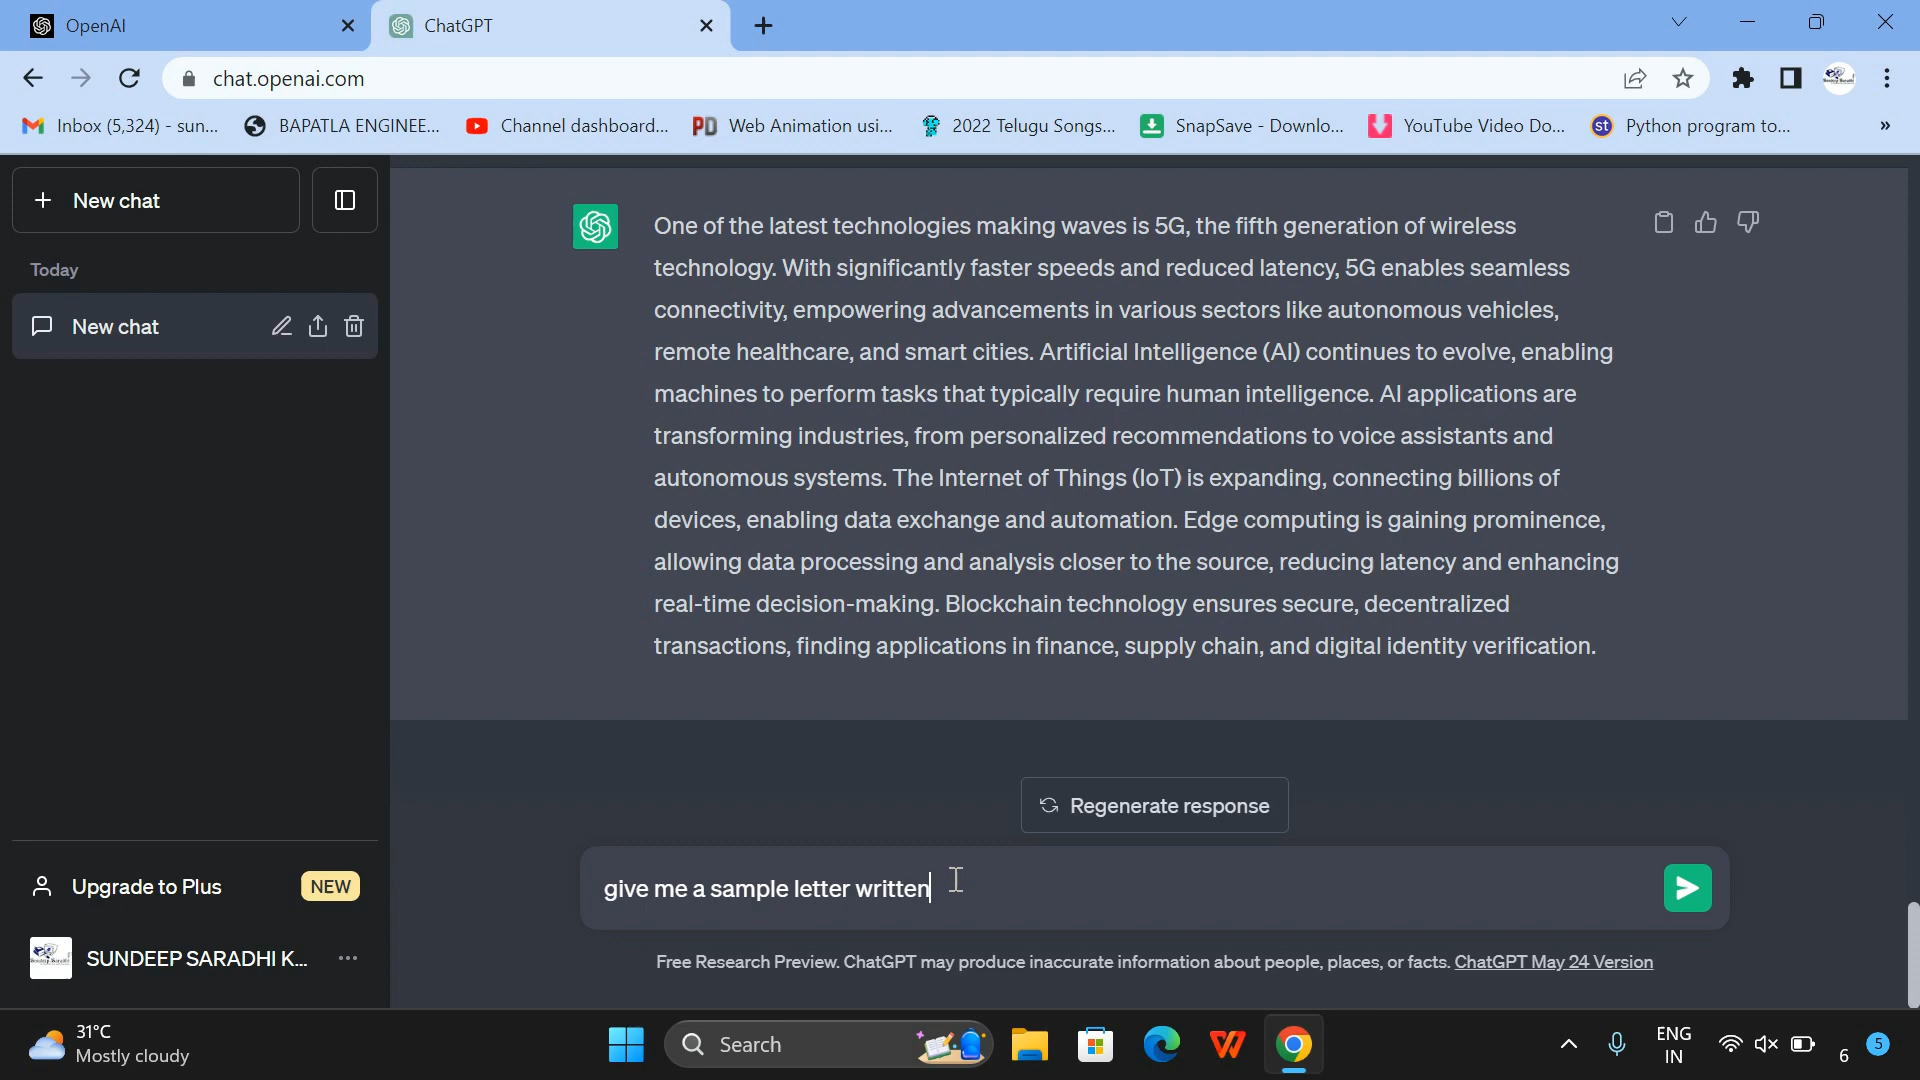 OpenAI
ChatGPT
chat.openai.com
Inbox (5,324) - sun...
BAPATLA ENGINEE...
Channel dashboard...
PD Web Animation usi...
2022 Telugu Songs...
SnapSave - Downlo...
YouTube Video Do...
st Python program to...
»
+ New chat
Today
New chat
One of the latest technologies making waves is 5G, the fifth generation of wireless
technology. With significantly faster speeds and reduced latency, 5G enables seamless
connectivity, empowering advancements in various sectors like autonomous vehicles,
remote healthcare, and smart cities. Artificial Intelligence (AI) continues to evolve, enabling
machines to perform tasks that typically require human intelligence. AI applications are
transforming industries, from personalized recommendations to voice assistants and
autonomous systems. The Internet of Things (IoT) is expanding, connecting billions of
devices, enabling data exchange and automation. Edge computing is gaining prominence,
allowing data processing and analysis closer to the source, reducing latency and enhancing
real-time decision-making. Blockchain technology ensures secure, decentralized
transactions, finding applications in finance, supply chain, and digital identity verification.
Regenerate response
give me a sample letter written
Free Research Preview. ChatGPT may produce inaccurate information about people, places, or facts. ChatGPT May 24 Version
Upgrade to Plus NEW
SUNDEEP SARADHI K...
31°C
Mostly cloudy
Search
ENG
IN
6
5